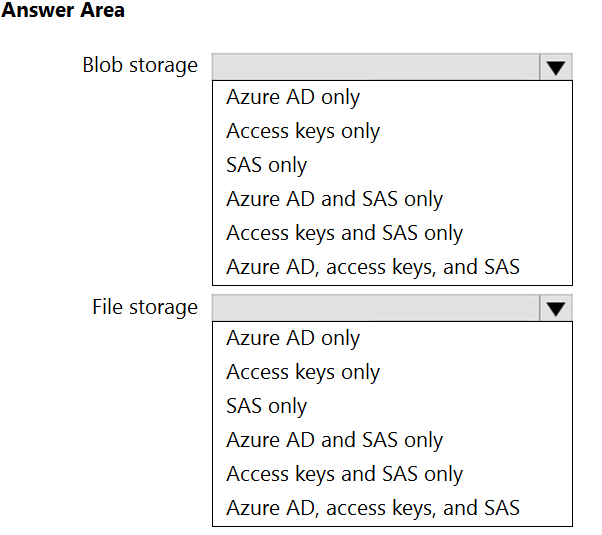 Answer Area
Blob storage
Azure AD only
Access keys only
SAS only
Azure AD and SAS only
Access keys and SAS only
Azure AD, access keys, and SAS
File storage
Azure AD only
Access keys only
SAS only
Azure AD and SAS only
Access keys and SAS only
Azure AD, access keys, and SAS